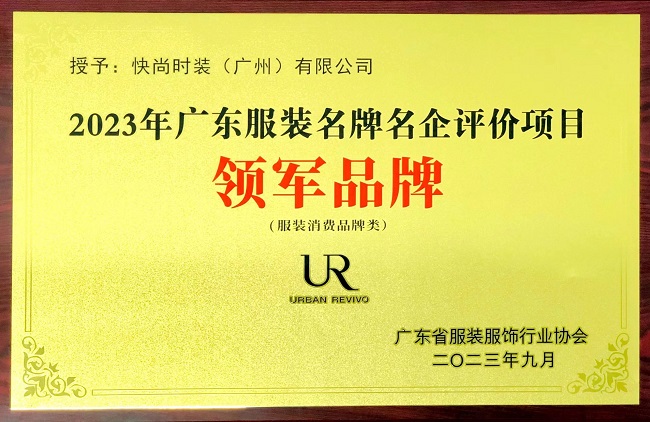 授予：快尚时装（广州）有限公司
2023年广东服装名牌名企评价项目
领军品牌
（服装消费品牌类）
UR
URBAN REVIVO
广东省服装服饰行业协会
二〇二三年九月